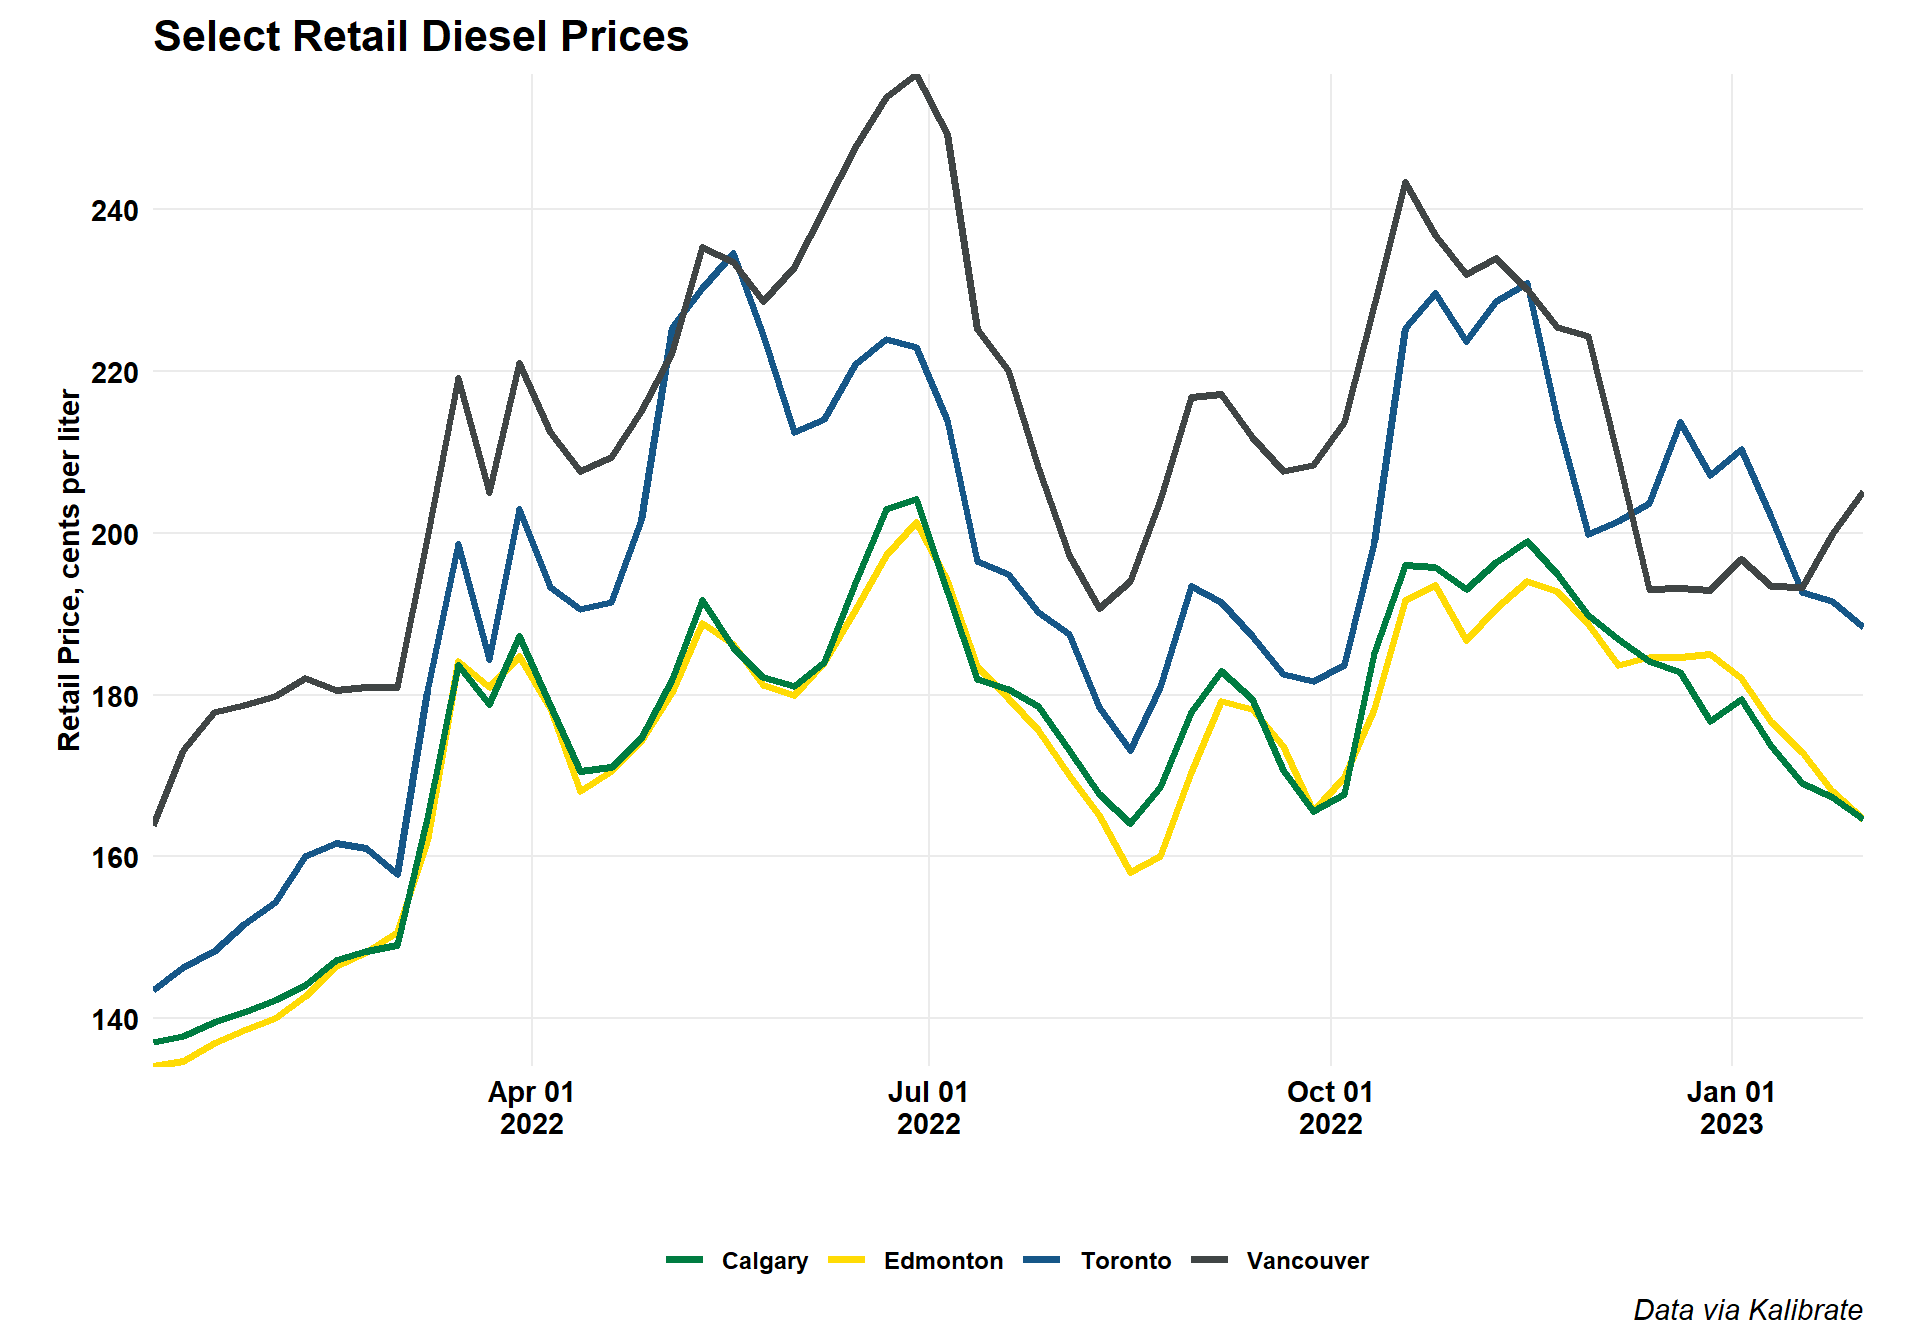 Select Retail Diesel Prices
Retail Price, cents per liter
240
220
200
180
160
140
Apr 01
2022
Jul 01
2022
Oct 01
2022
Jan 01
2023
Calgary Edmonton Toronto Vancouver
Data via Kalibrate